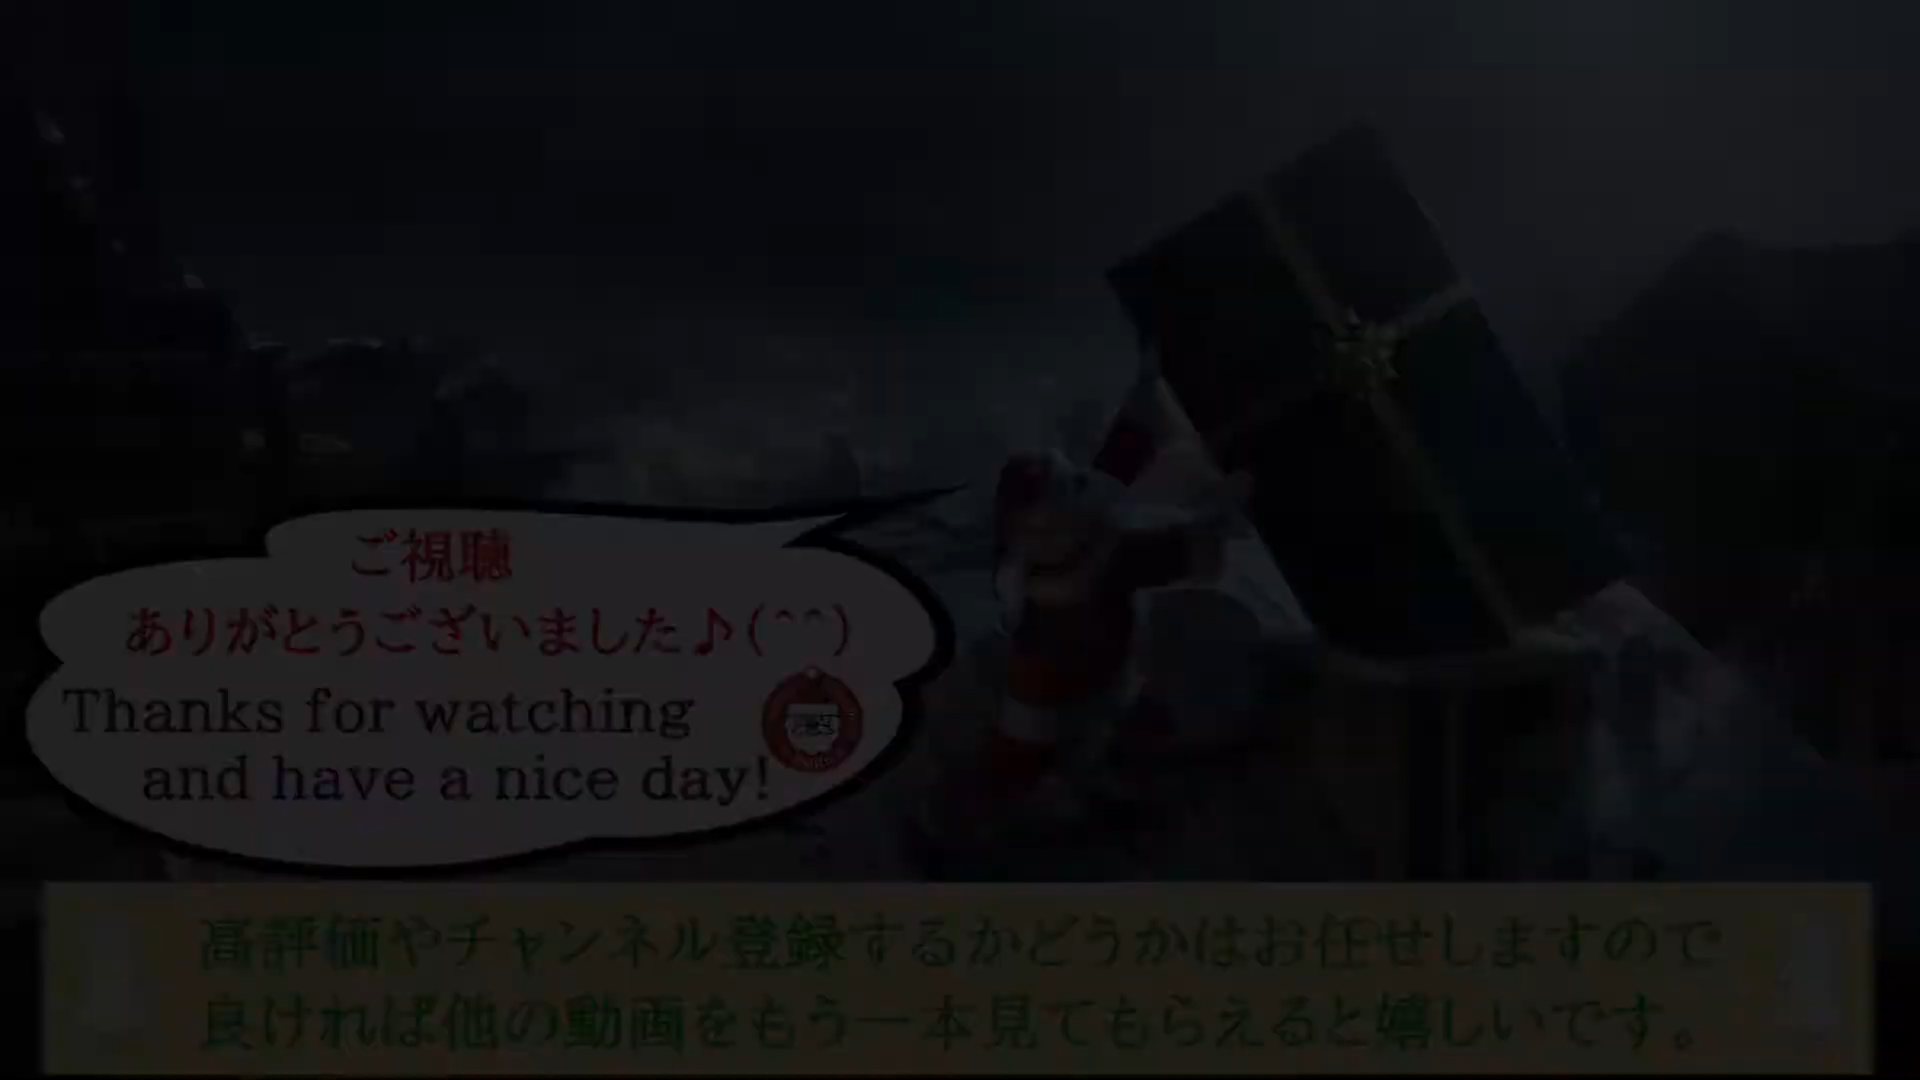 ご視聴
ありがとうございました♪(^^)
Thanks for watching
and have a nice day!
高評価やチャンネル登録するかどうかはお任せしますので
良ければ他の動画をもう一本見てもらえると嬉しいです。